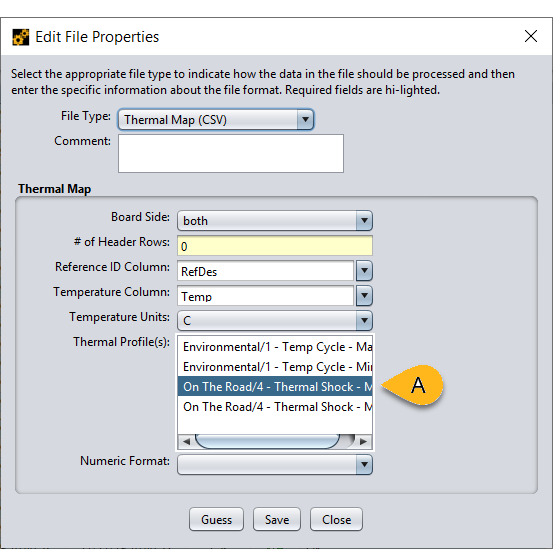 Edit File Properties
Select the appropriate file type to indicate how the data in the file should be processed and then
enter the specific information about the file format. Required fields are hi-lighted.
File Type: Thermal Map (CSV)
Comment:
Thermal Map
Board Side: both
# of Header Rows: 0
Reference ID Column: RefDes
Temperature Column: Temp
Temperature Units: C
Thermal Profile(s):
Environmental/1 - Temp Cycle - Ma
Environmental/1 - Temp Cycle - Min
On The Road/4 - Thermal Shock - M
A
On The Road/4 - Thermal Shock - M
Numeric Format:
Guess Save Close